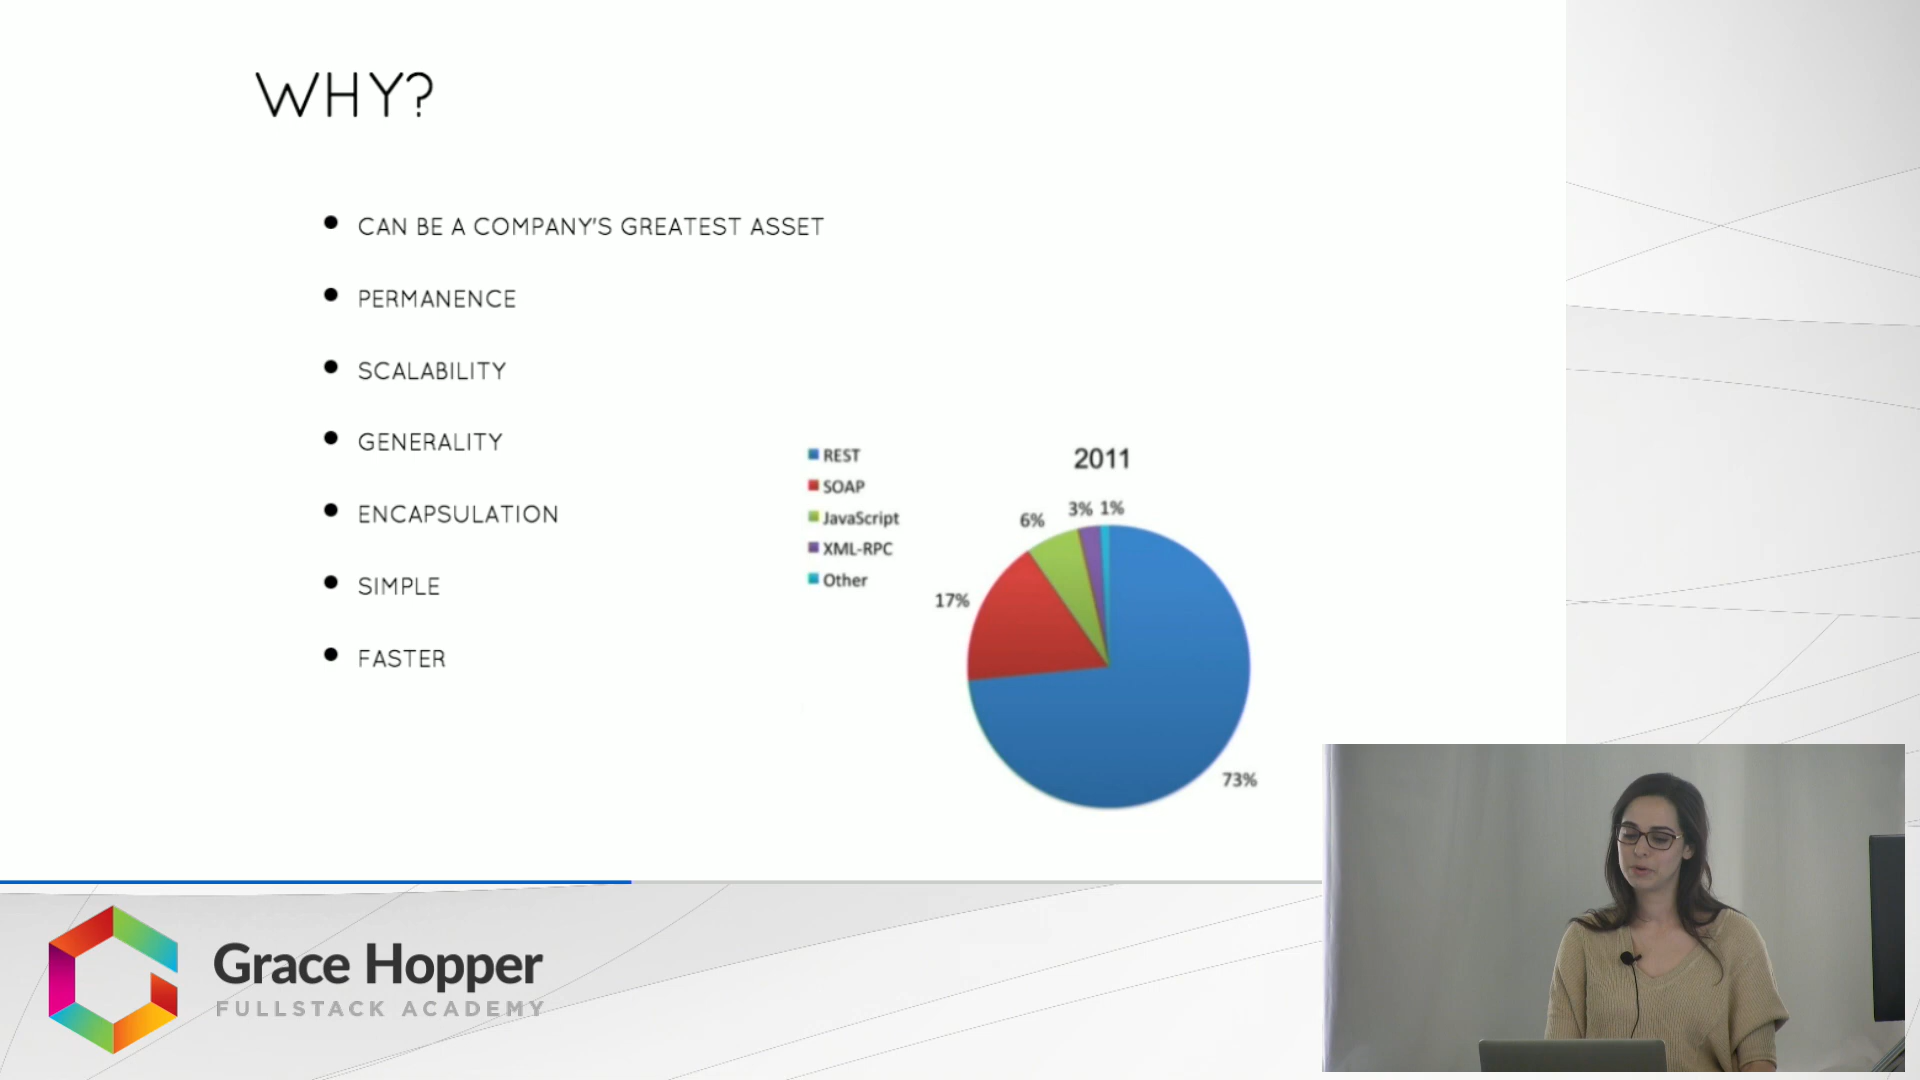 WHY?
CAN BE A COMPANY'S GREATEST ASSET
PERMANENCE
SCALABILITY
GENERALITY
ENCAPSULATION
SIMPLE
FASTER
REST
SOAP
JavaScript
XML-RPC
Other
2011
6%
3%
1%
17%
73%
Grace Hopper
FULLSTACK ACADEMY